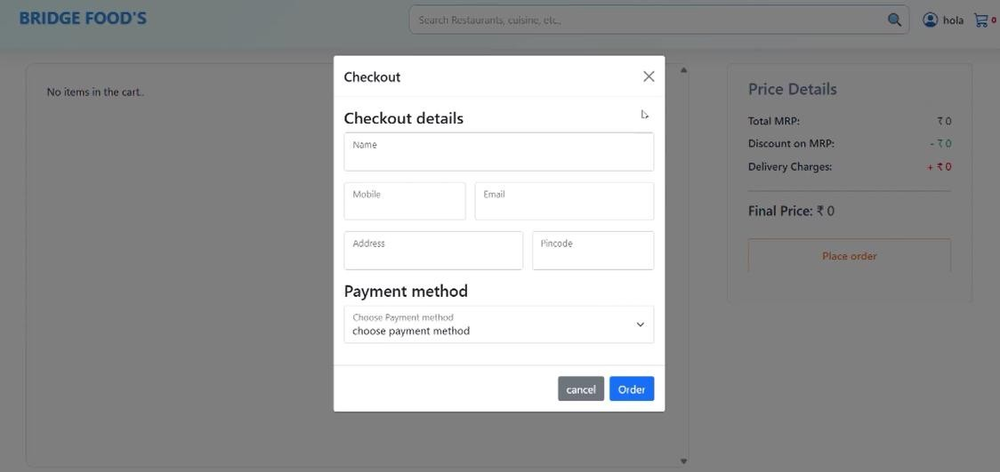 BRIDGE FOOD'S
Search Restaurants, cuisine, etc.,
hola
0
No items in the cart..
Checkout
Checkout details
Name
Mobile
Email
Address
Pincode
Payment method
Choose Payment method
choose payment method
cancel
Order
Price Details
Total MRP: ₹ 0
Discount on MRP: - ₹ 0
Delivery Charges: + ₹ 0
Final Price: ₹ 0
Place order